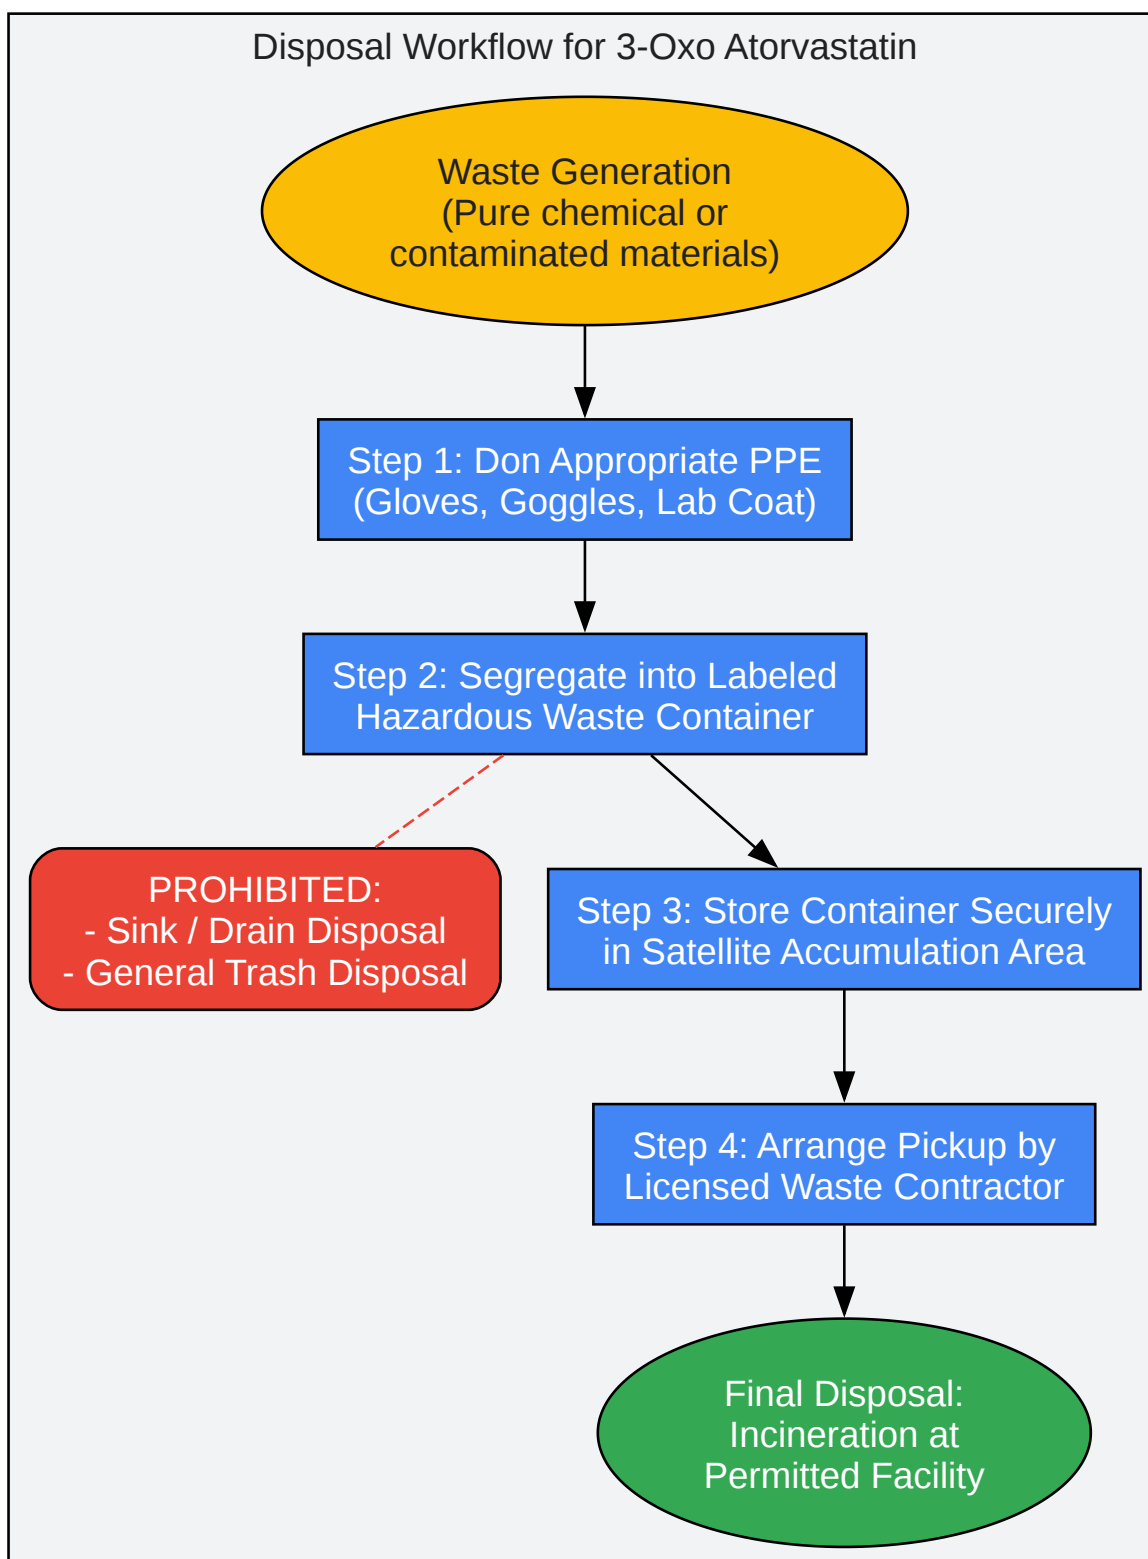 Disposal Workflow for 3-Oxo Atorvastatin
Waste Generation
(Pure chemical or
contaminated materials)
Step 1: Don Appropriate PPE
(Gloves, Goggles, Lab Coat)
Step 2: Segregate into Labeled
Hazardous Waste Container
PROHIBITED:
- Sink / Drain Disposal
- General Trash Disposal
Step 3: Store Container Securely
in Satellite Accumulation Area
Step 4: Arrange Pickup by
Licensed Waste Contractor
Final Disposal:
Incineration at
Permitted Facility